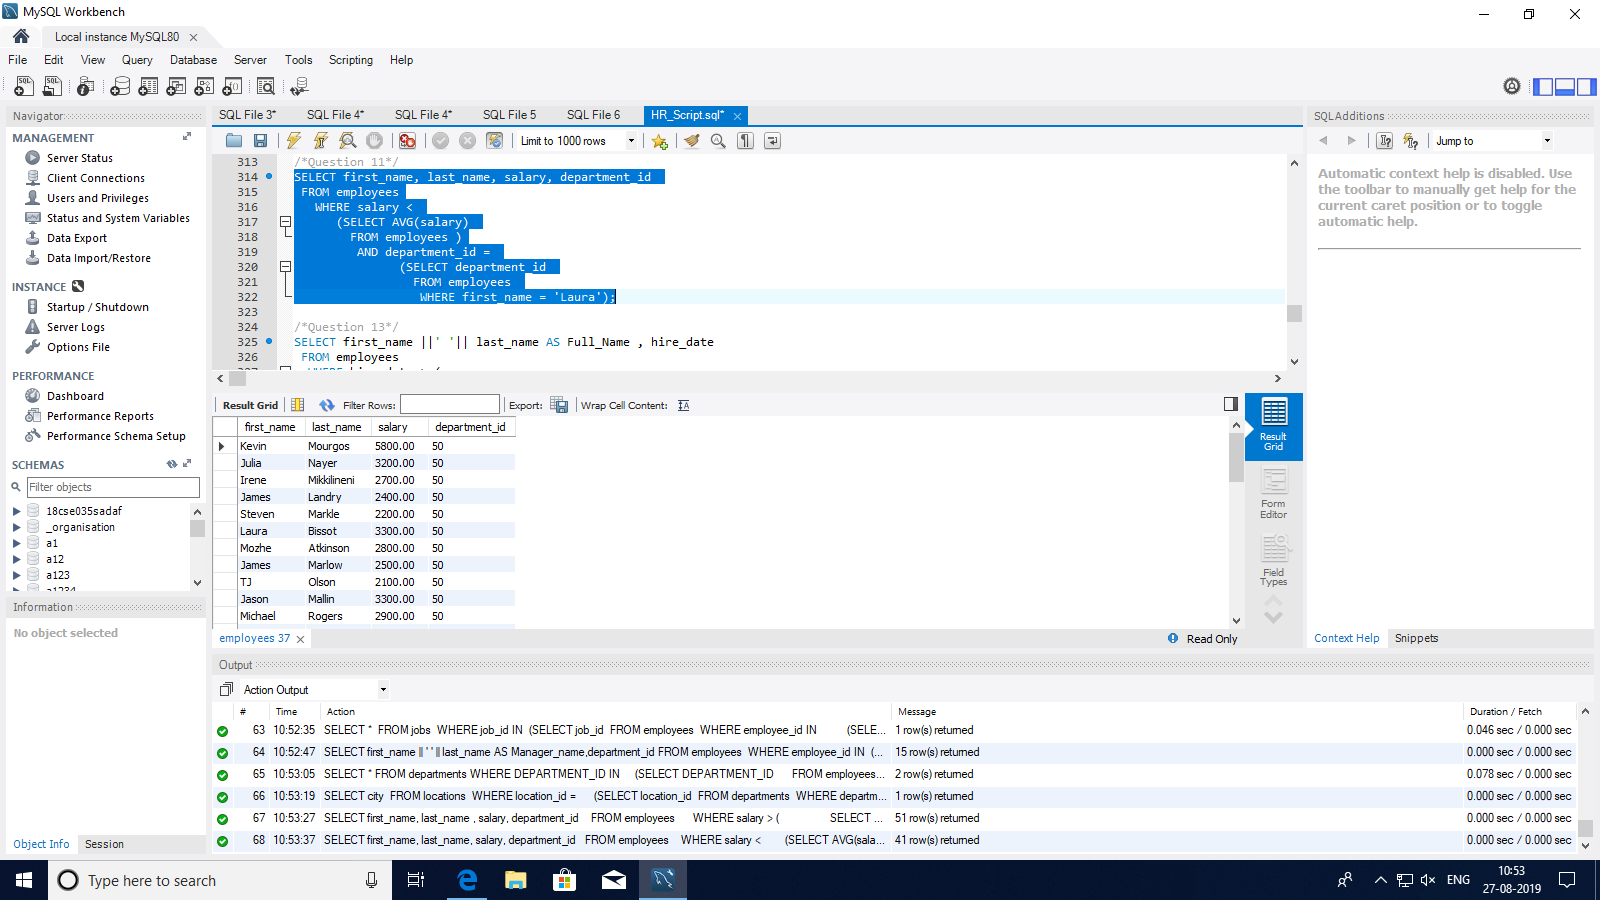 MySQL Workbench
Local instance MySQL80
File Edit View Query Database Server Tools Scripting Help
Navigator
MANAGEMENT
Server Status
Client Connections
Users and Privileges
Status and System Variables
Data Export
Data Import/Restore
INSTANCE
Startup / Shutdown
Server Logs
Options File
PERFORMANCE
Dashboard
Performance Reports
Performance Schema Setup
SCHEMAS
Filter objects
18cse035sadaf
_organisation
a1
a12
a123
Information
No object selected
Object Info Session
SQL File 3* SQL File 4* SQL File 4* SQL File 5 SQL File 6 HR_Script.sql*
Limit to 1000 rows
313 /*Question 11*/
314 SELECT first_name, last_name, salary, department_id
315 FROM employees
316 WHERE salary <
317 (SELECT AVG(salary)
318 FROM employees )
319 AND department_id =
320 (SELECT department_id
321 FROM employees
322 WHERE first_name = 'Laura');
323
324 /*Question 13*/
325 SELECT first_name ||' '|| last_name AS Full_Name , hire_date
326 FROM employees
Result Grid Filter Rows: Export: Wrap Cell Content:
first_name last_name salary department_id
Kevin Mourgos 5800.00 50
Julia Nayer 3200.00 50
Irene Mikkilineni 2700.00 50
James Landry 2400.00 50
Steven Markle 2200.00 50
Laura Bissot 3300.00 50
Mozhe Atkinson 2800.00 50
James Marlow 2500.00 50
TJ Olson 2100.00 50
Jason Mallin 3300.00 50
Michael Rogers 2900.00 50
Result Grid
Form Editor
Field Types
employees 37
Read Only
SQLAdditions
Jump to
Automatic context help is disabled. Use
the toolbar to manually get help for the
current caret position or to toggle
automatic help.
Context Help Snippets
Output
Action Output
# Time Action Message Duration / Fetch
63 10:52:35 SELECT * FROM jobs WHERE job_id IN (SELECT job_id FROM employees WHERE employee_id IN (SELE... 1 row(s) returned 0.046 sec / 0.000 sec
64 10:52:47 SELECT first_name ||' '|| last_name AS Manager_name,department_id FROM employees WHERE employee_id IN (... 15 row(s) returned 0.000 sec / 0.000 sec
65 10:53:05 SELECT * FROM departments WHERE DEPARTMENT_ID IN (SELECT DEPARTMENT_ID FROM employees... 2 row(s) returned 0.078 sec / 0.000 sec
66 10:53:19 SELECT city FROM locations WHERE location_id = (SELECT location_id FROM departments WHERE departm... 1 row(s) returned 0.000 sec / 0.000 sec
67 10:53:27 SELECT first_name, last_name , salary, department_id FROM employees WHERE salary > ( SELECT ... 51 row(s) returned 0.000 sec / 0.000 sec
68 10:53:37 SELECT first_name, last_name, salary, department_id FROM employees WHERE salary < (SELECT AVG(sala... 41 row(s) returned 0.000 sec / 0.000 sec
Type here to search
ENG
10:53
27-08-2019